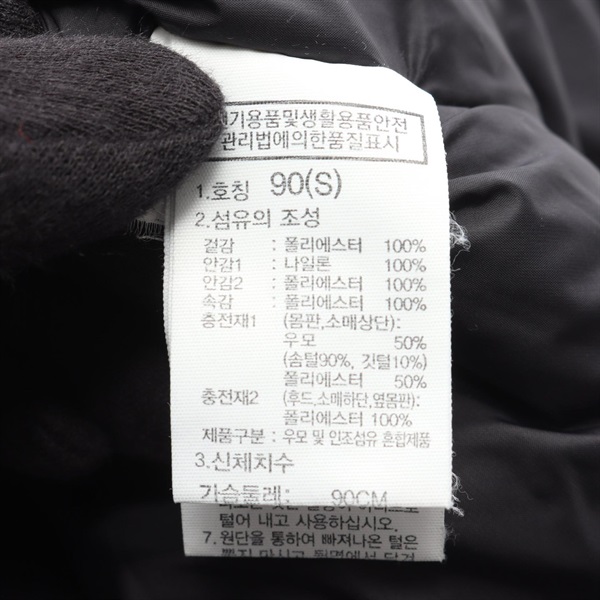 전기용품및생활용품안전
관리법에의한품질표시
1.호칭 90(S)
2.섬유의 조성
겉감 : 폴리에스터 100%
안감1 : 나일론 100%
안감2 : 폴리에스터 100%
속감 : 폴리에스터 100%
충전재1 (몸판,소매상단):
우모 50%
(솜털90%, 깃털10%)
폴리에스터 50%
충전재2 (후드,소매하단,옆몸판):
폴리에스터 100%
제품구분 : 우모 및 인조섬유 혼합제품
3.신체치수
가슴둘레: 90CM
털어 내고 사용하십시오.
7. 원단을 통하여 빠져나온 털은